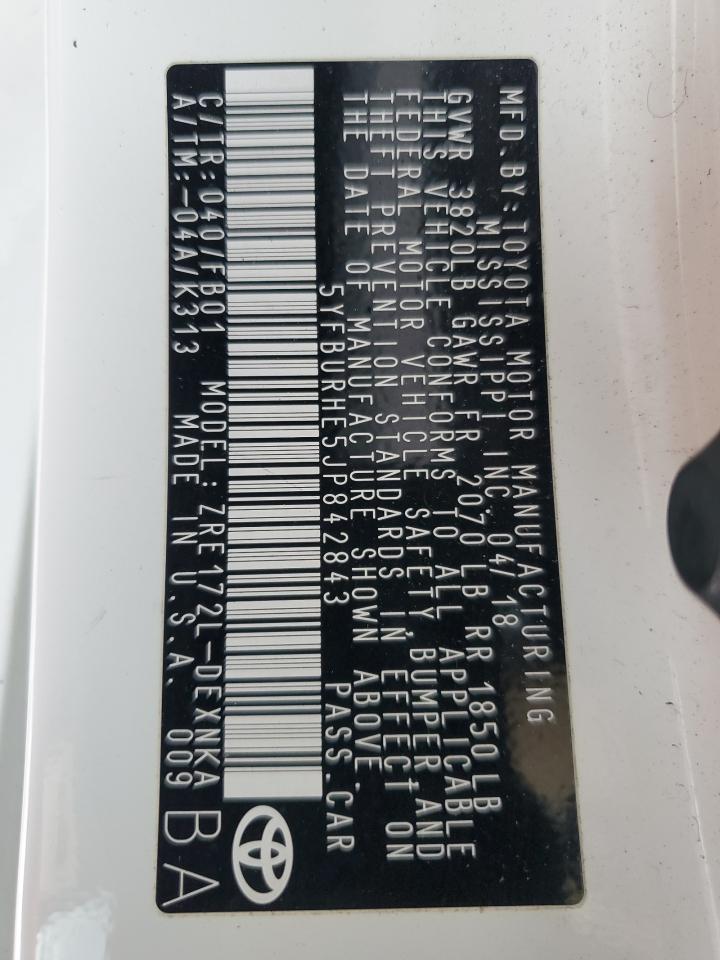 MFD.BY:TOYOTA MOTOR MANUFACTURING
MISSISSIPPI INC. 04/18
GVWR 3820LB GAWR FR 2070 LB RR 1850LB
THIS VEHICLE CONFORMS TO ALL APPLICABLE
FEDERAL MOTOR VEHICLE SAFETY, BUMPER, AND
THEFT PREVENTION STANDARDS IN EFFECT ON
THE DATE OF MANUFACTURE SHOWN ABOVE.
5YFBURHE5JP842843 PASS.CAR
C/TR:040/FB01 MODEL: ZRE172L-DEXNKA
A/TM:-04A/K313 MADE IN U.S.A. 009
BA